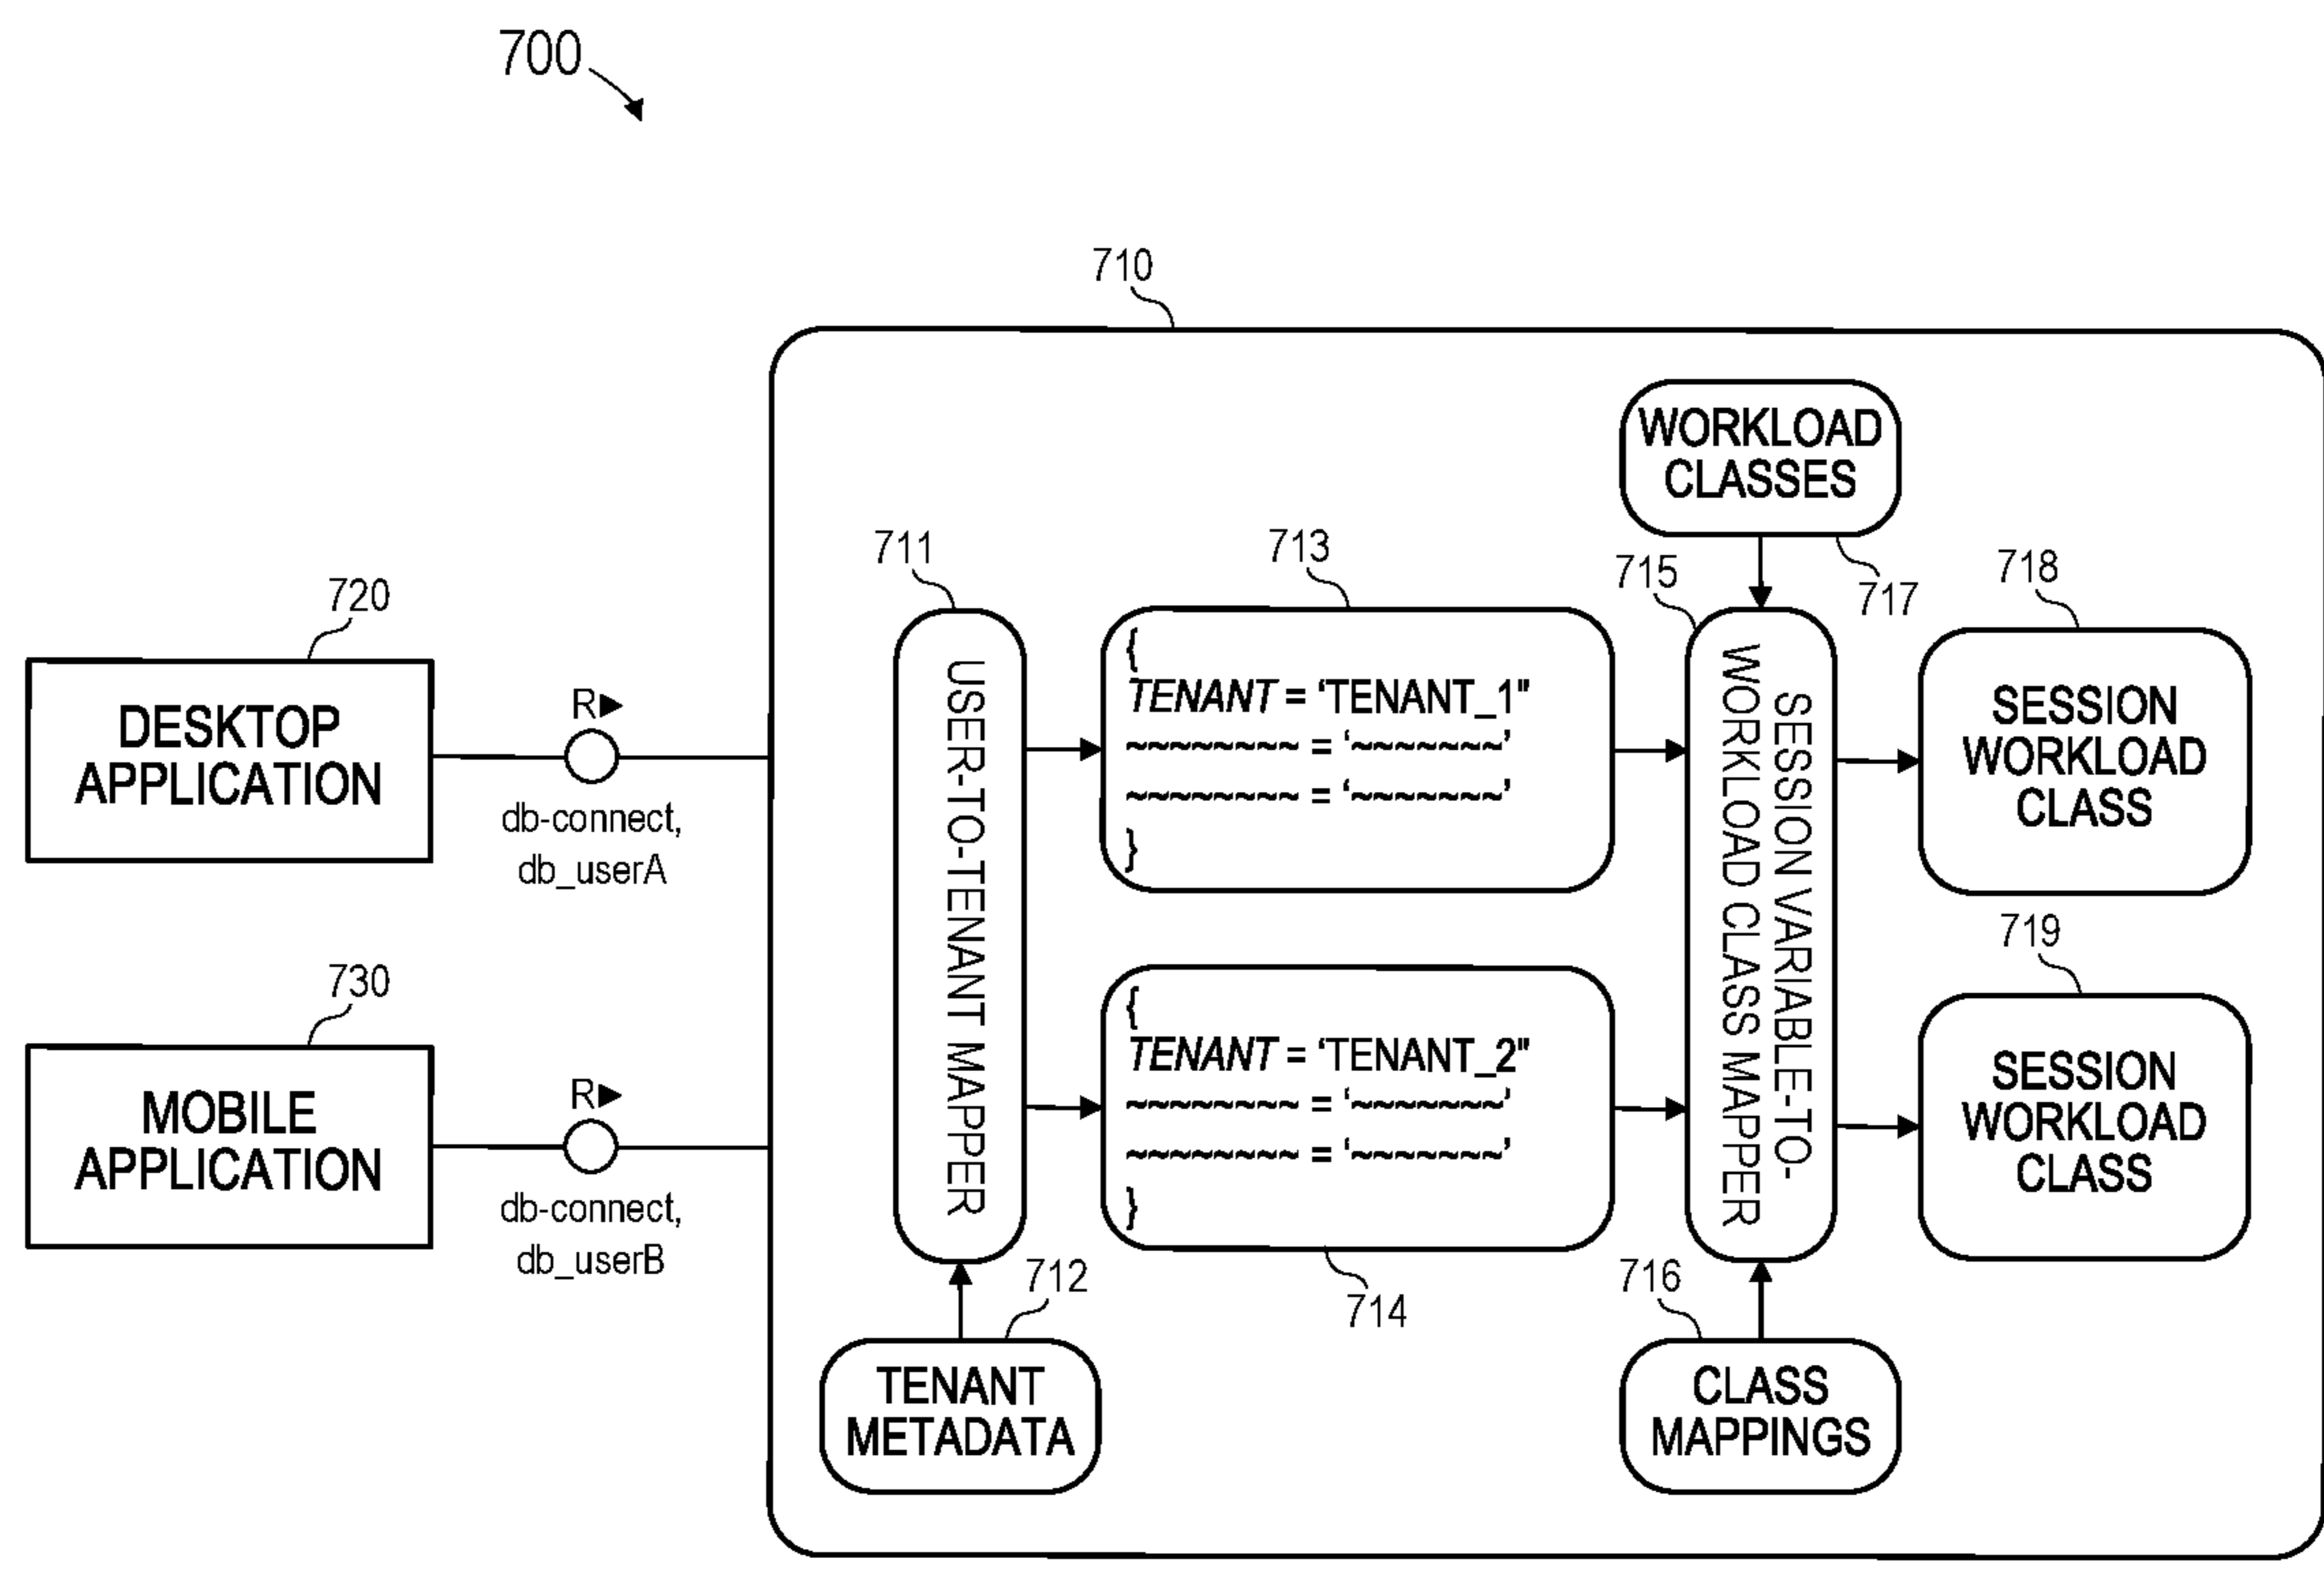 700
710
WORKLOAD
CLASSES
717
711
713
715
718
720
DESKTOP
APPLICATION
R▶
db-connect,
db_userA
USER-TO-TENANT MAPPER
{
TENANT = ‘TENANT_1"
~~~~~~~~ = ‘~~~~~~~’
~~~~~~~~ = ‘~~~~~~~’
}
SESSION VARIABLE-TO-
WORKLOAD CLASS MAPPER
SESSION
WORKLOAD
CLASS
719
730
MOBILE
APPLICATION
R▶
db-connect,
db_userB
{
TENANT = ‘TENANT_2"
~~~~~~~~ = ‘~~~~~~~’
~~~~~~~~ = ‘~~~~~~~’
}
SESSION
WORKLOAD
CLASS
712
714
716
TENANT
METADATA
CLASS
MAPPINGS